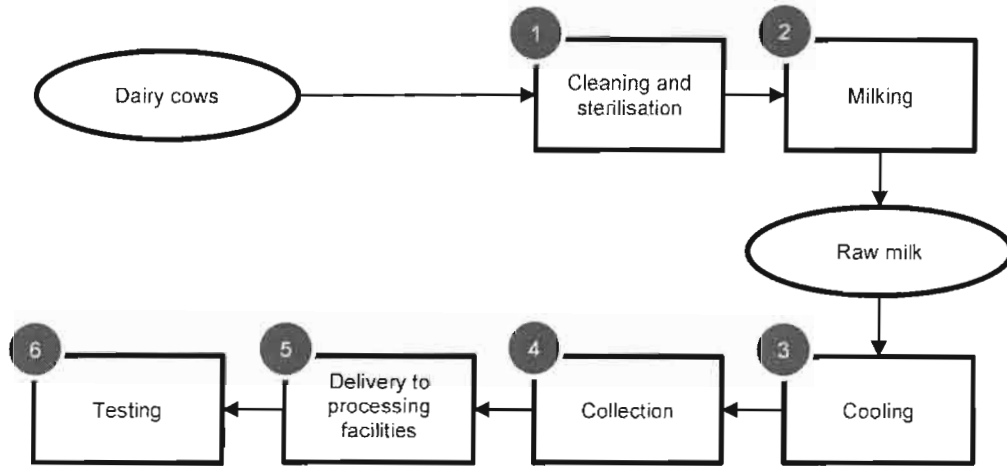 1
2
Dairy cows
Cleaning and
sterilisation
Milking
Raw milk
6
5
4
3
Testing
Delivery to
processing
facilities
Collection
Cooling